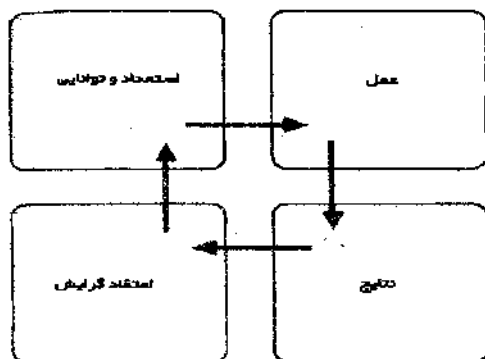 استعداد و توانایی
عمل
اعتقاد گرایش
نتایج